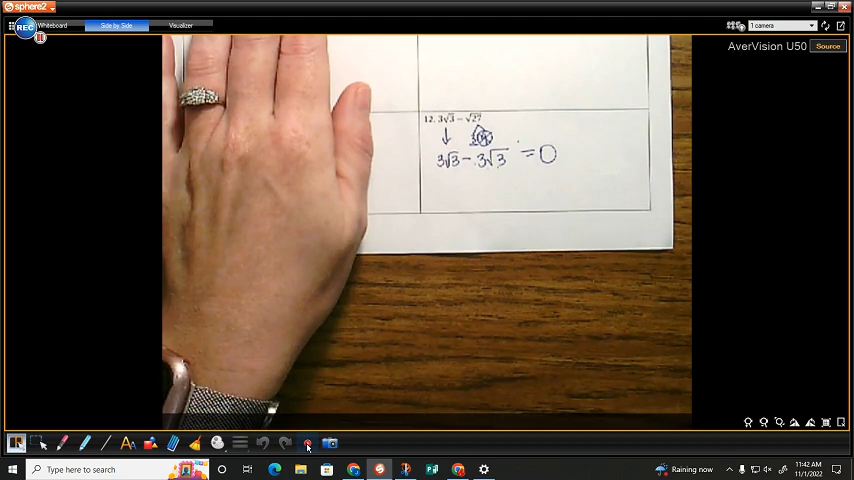 sphere2
REC
Whiteboard
Side by Side
Visualizer
1 camera
AverVision U50
Source
12. 3√3 − √27
3√3 − 3√3 = 0
Type here to search
Raining now
11:42 AM
11/1/2022